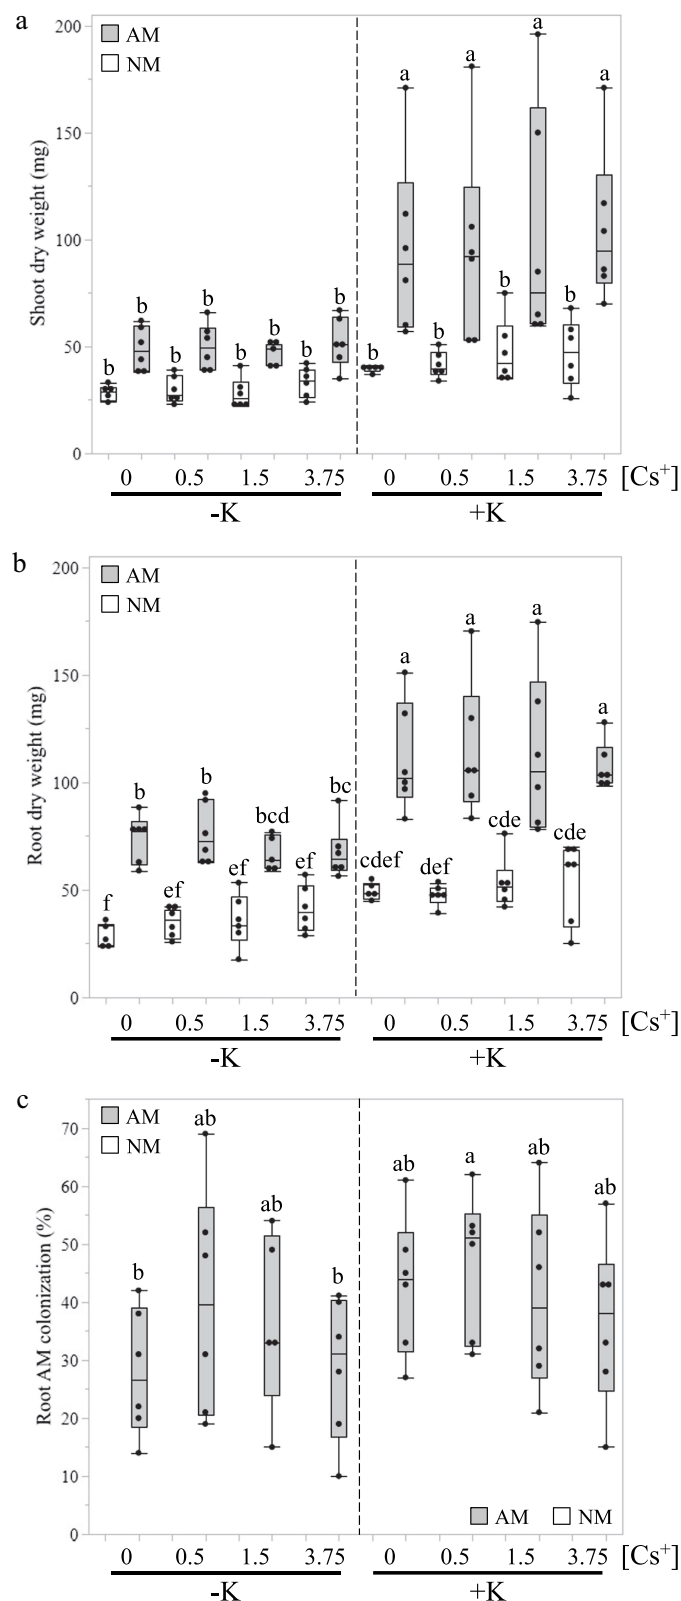 a
AM
NM
Shoot dry weight (mg)
200
150
100
50
0
b b b b b b b b b a b a b a b a
0 0.5 1.5 3.75 0 0.5 1.5 3.75 [Cs⁺]
-K +K
b
AM
NM
Root dry weight (mg)
200
150
100
50
0
f b ef b ef bcd ef bc cdef a def a cde a cde a
0 0.5 1.5 3.75 0 0.5 1.5 3.75 [Cs⁺]
-K +K
c
AM
NM
Root AM colonization (%)
70
60
50
40
30
20
10
0
b ab ab b ab a ab ab
AM NM
0 0.5 1.5 3.75 0 0.5 1.5 3.75 [Cs⁺]
-K +K